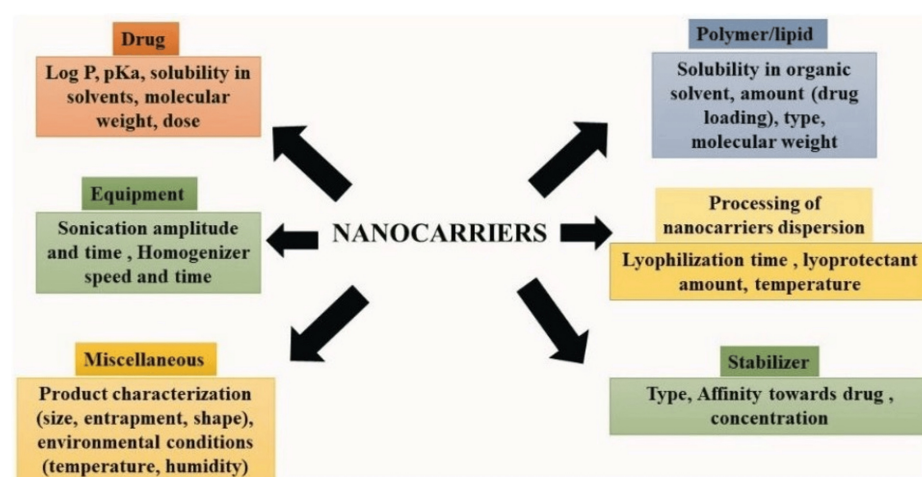 Drug
Log P, pKa, solubility in
solvents, molecular
weight, dose
Polymer/lipid
Solubility in organic
solvent, amount (drug
loading), type,
molecular weight
Equipment
Sonication amplitude
and time , Homogenizer
speed and time
NANOCARRIERS
Processing of
nanocarriers dispersion
Lyophilization time , lyoprotectant
amount, temperature
Miscellaneous
Product characterization
(size, entrapment, shape),
environmental conditions
(temperature, humidity)
Stabilizer
Type, Affinity towards drug ,
concentration